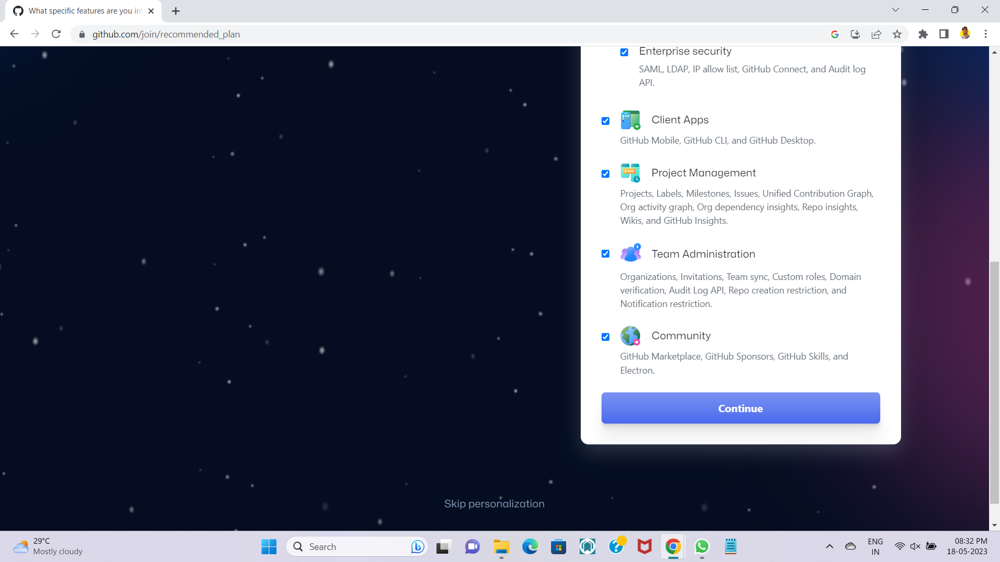 What specific features are you in
github.com/join/recommended_plan
Enterprise security
SAML, LDAP, IP allow list, GitHub Connect, and Audit log
API.
Client Apps
GitHub Mobile, GitHub CLI, and GitHub Desktop.
Project Management
Projects, Labels, Milestones, Issues, Unified Contribution Graph,
Org activity graph, Org dependency insights, Repo insights,
Wikis, and GitHub Insights.
Team Administration
Organizations, Invitations, Team sync, Custom roles, Domain
verification, Audit Log API, Repo creation restriction, and
Notification restriction.
Community
GitHub Marketplace, GitHub Sponsors, GitHub Skills, and
Electron.
Continue
Skip personalization
29°C
Mostly cloudy
Search
ENG
IN
08:32 PM
18-05-2023